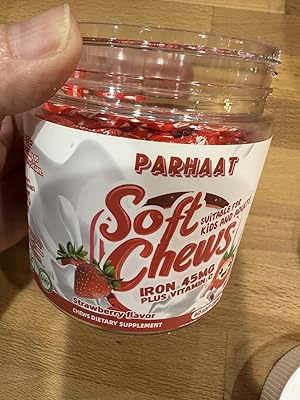 PARHAAT
Soft
Chews
SUITABLE FOR
KIDS AND ADULTS
IRON 45MG
PLUS VITAMIN C
strawberry flavor
CHEWS DIETARY SUPPLEMENT